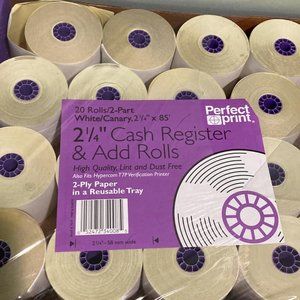 20 Rolls/2-Part
White/Canary, 2¼" x 85'
Perfect
print
2¼" Cash Register
& Add Rolls
High Quality, Lint and Dust Free
Also Fits Hypercom T7P Verification Printer
2-Ply Paper
in a Reusable Tray
2¼" - 58 mm wide